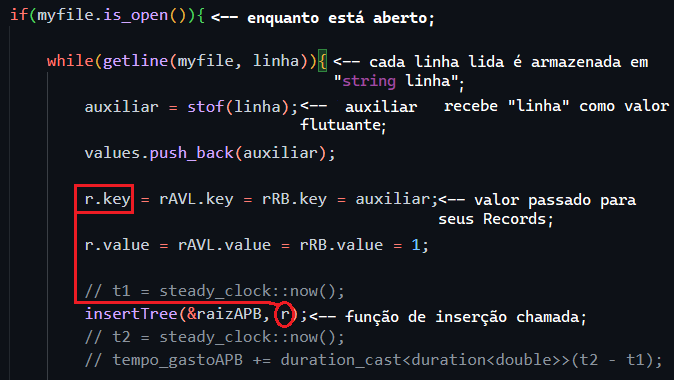 if(myfile.is_open()){ <-- enquanto está aberto;
while(getline(myfile, linha)){ <-- cada linha lida é armazenada em
"string linha";
auxiliar = stof(linha);<-- auxiliar recebe "linha" como valor
flutuante;
values.push_back(auxiliar);
r.key = rAVL.key = rRB.key = auxiliar;<-- valor passado para
seus Records;
r.value = rAVL.value = rRB.value = 1;
// t1 = steady_clock::now();
insertTree(&raizAPB, r);<-- função de inserção chamada;
// t2 = steady_clock::now();
// tempo_gastoAPB += duration_cast<duration<double>>(t2 - t1);